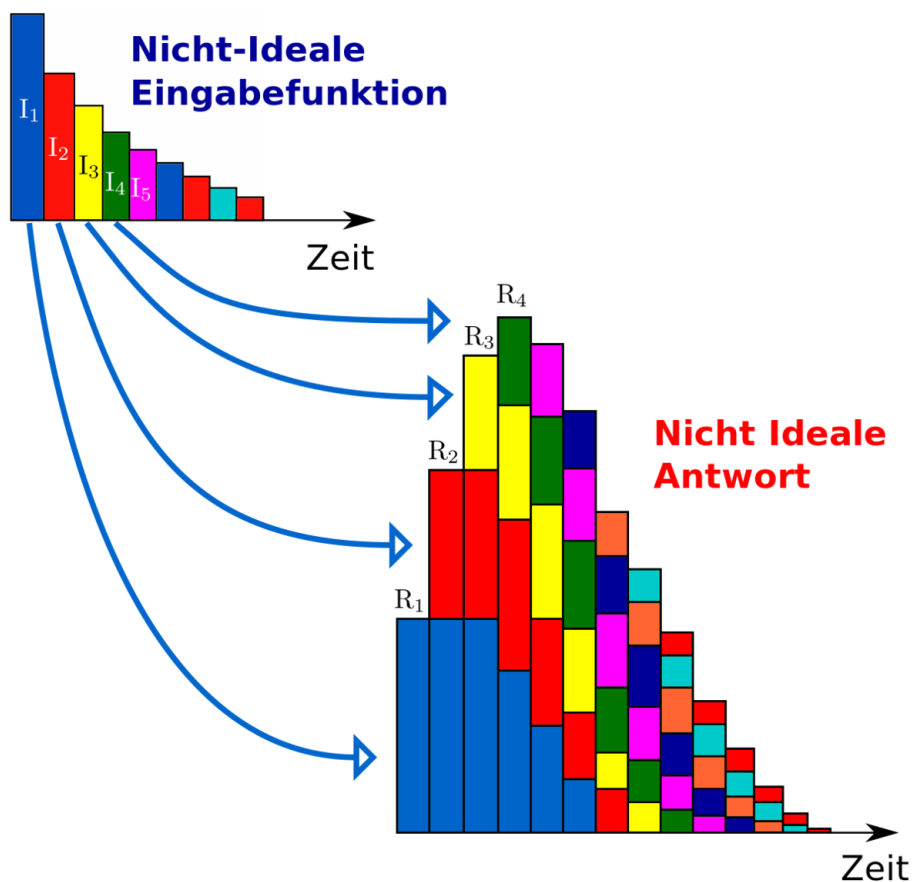 Nicht-Ideale
Eingabefunktion
I₁
I₂
I₃
I₄
I₅
Zeit
R₄
R₃
R₂
R₁
Nicht Ideale
Antwort
Zeit